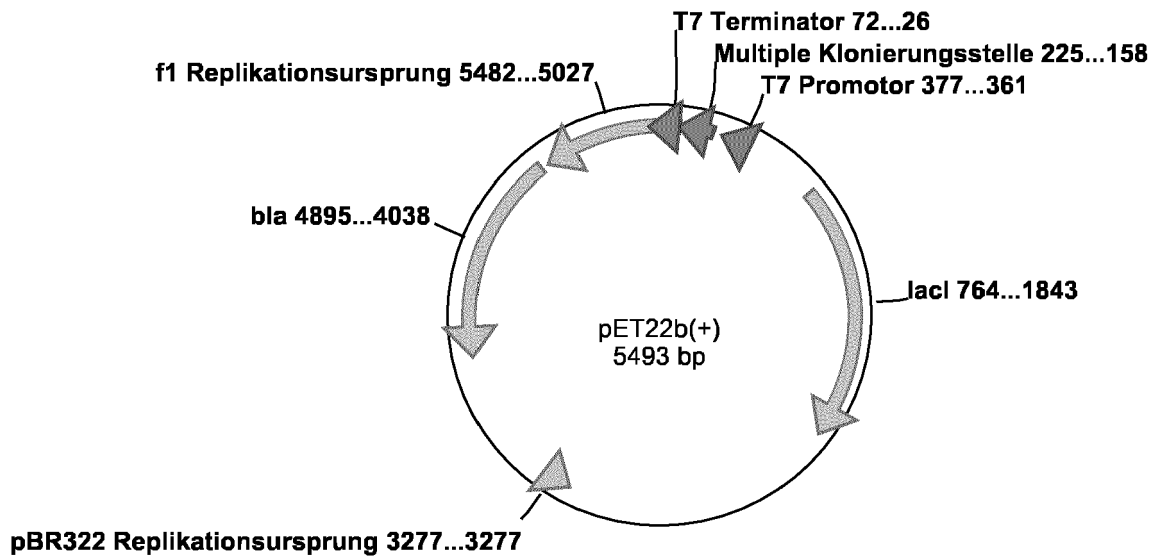 T7 Terminator 72...26
Multiple Klonierungsstelle 225...158
f1 Replikationsursprung 5482...5027
T7 Promotor 377...361
bla 4895...4038
lacI 764...1843
pET22b(+)
5493 bp
pBR322 Replikationsursprung 3277...3277